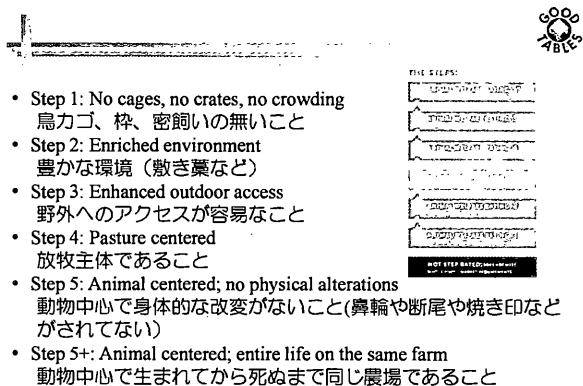 GOOD
TABLES
THE STEPS:
• Step 1: No cages, no crates, no crowding
鳥カゴ、枠、密飼いの無いこと
• Step 2: Enriched environment
豊かな環境（敷き藁など）
• Step 3: Enhanced outdoor access
野外へのアクセスが容易なこと
• Step 4: Pasture centered
放牧主体であること
• Step 5: Animal centered; no physical alterations
動物中心で身体的な改変がないこと(鼻輪や断尾や焼き印など
がされてない）
• Step 5+: Animal centered; entire life on the same farm
動物中心で生まれてから死ぬまで同じ農場であること
NOT STEP RATED